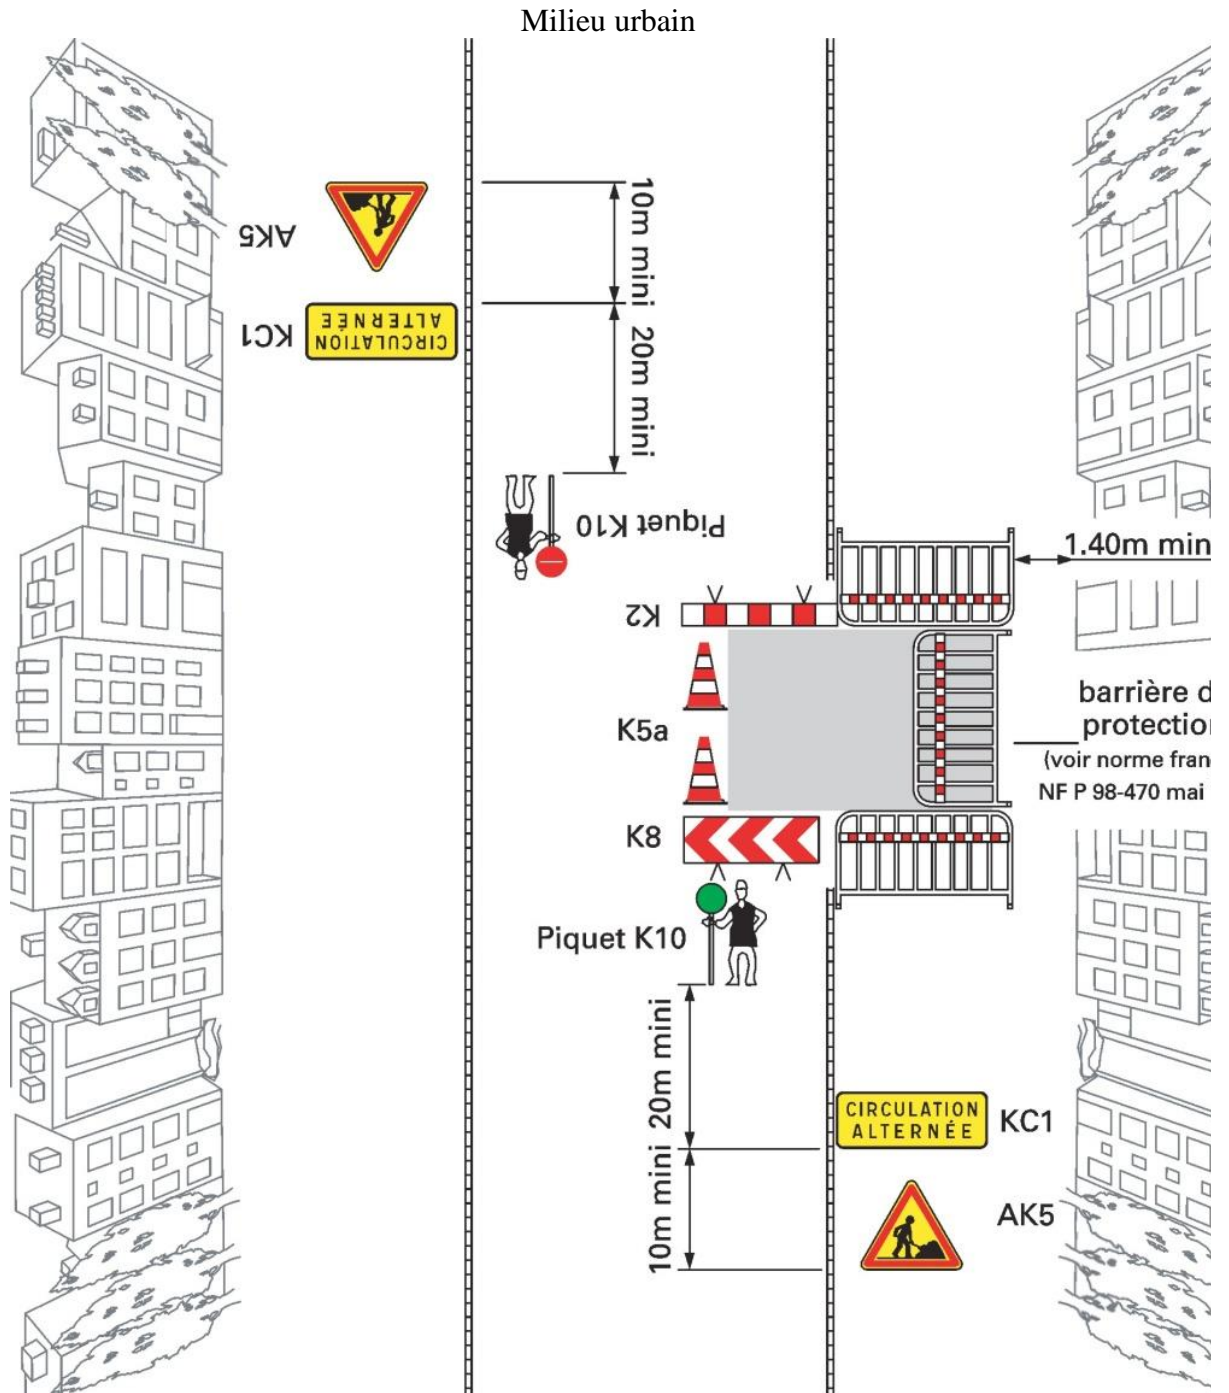 Milieu urbain
AK5
10m mini
KC1
CIRCULATION
ALTERNÉE
20m mini
Piquet K10
1.40m min
K2
barrière d
protection
K5a
(voir norme fran
NF P 98-470 mai
K8
Piquet K10
20m mini
CIRCULATION
ALTERNÉE
KC1
10m mini
AK5